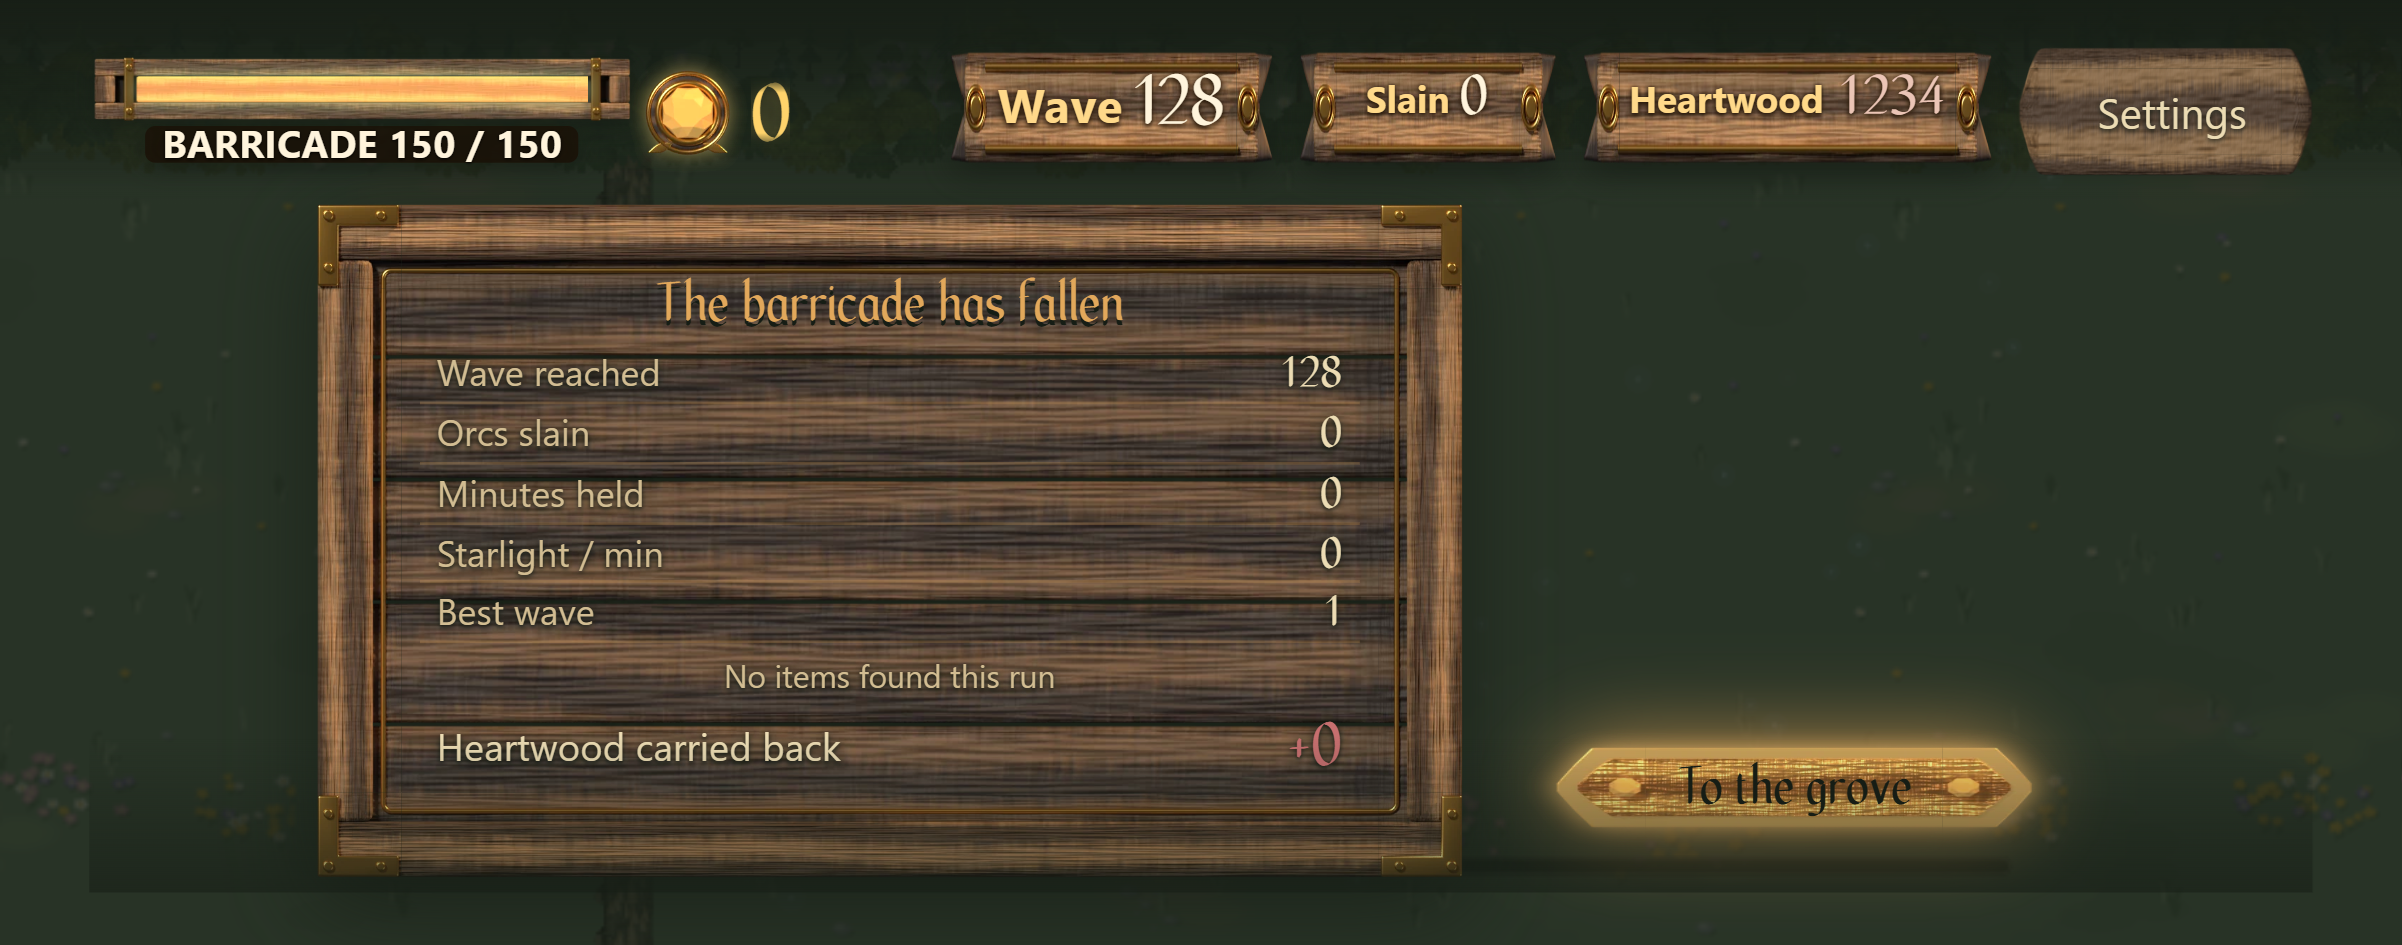 BARRICADE 150 / 150
0
Wave 128
Slain 0
Heartwood 1234
Settings
The barricade has fallen
Wave reached 128
Orcs slain 0
Minutes held 0
Starlight / min 0
Best wave 1
No items found this run
Heartwood carried back +0
To the grove